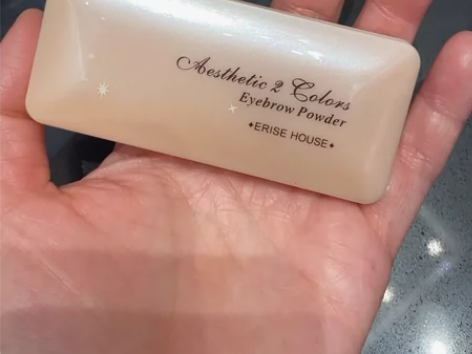 Aesthetic 2 Colors
Eyebrow Powder
✦ERISE HOUSE✦